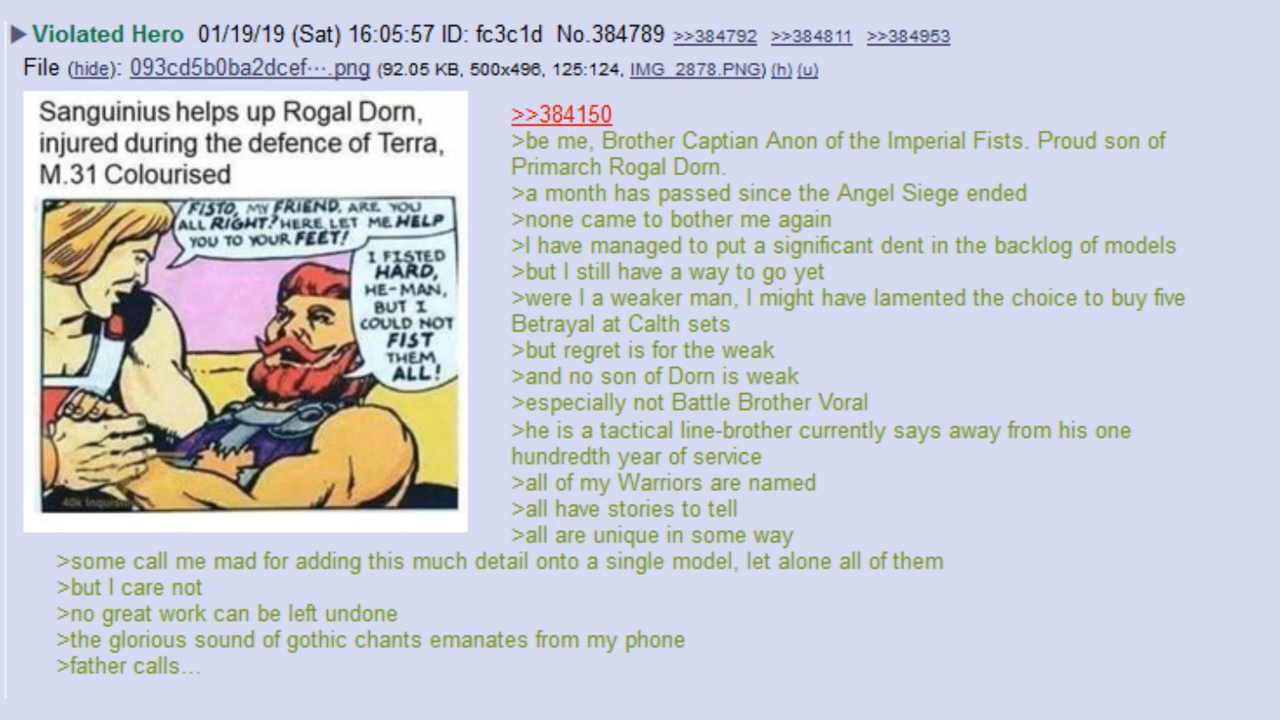 Violated Hero 01/19/19 (Sat) 16:05:57 ID: fc3c1d No.384789 >>384792 >>384811 >>384953
File (hide): 093cd5b0ba2dcef….png (92.05 KB, 500x496, 125:124, IMG_2878.PNG) (h) (u)
Sanguinius helps up Rogal Dorn,
injured during the defence of Terra,
M.31 Colourised
FISTO, MY FRIEND, ARE YOU
ALL RIGHT? HERE, LET ME HELP
YOU TO YOUR FEET!
I FISTED
HARD,
HE-MAN,
BUT I
COULD NOT
FIST
THEM
ALL!
>>384150
>be me, Brother Captian Anon of the Imperial Fists. Proud son of
Primarch Rogal Dorn.
>a month has passed since the Angel Siege ended
>none came to bother me again
>I have managed to put a significant dent in the backlog of models
>but I still have a way to go yet
>were I a weaker man, I might have lamented the choice to buy five
Betrayal at Calth sets
>but regret is for the weak
>and no son of Dorn is weak
>especially not Battle Brother Voral
>he is a tactical line-brother currently says away from his one
hundredth year of service
>all of my Warriors are named
>all have stories to tell
>all are unique in some way
>some call me mad for adding this much detail onto a single model, let alone all of them
>but I care not
>no great work can be left undone
>the glorious sound of gothic chants emanates from my phone
>father calls…